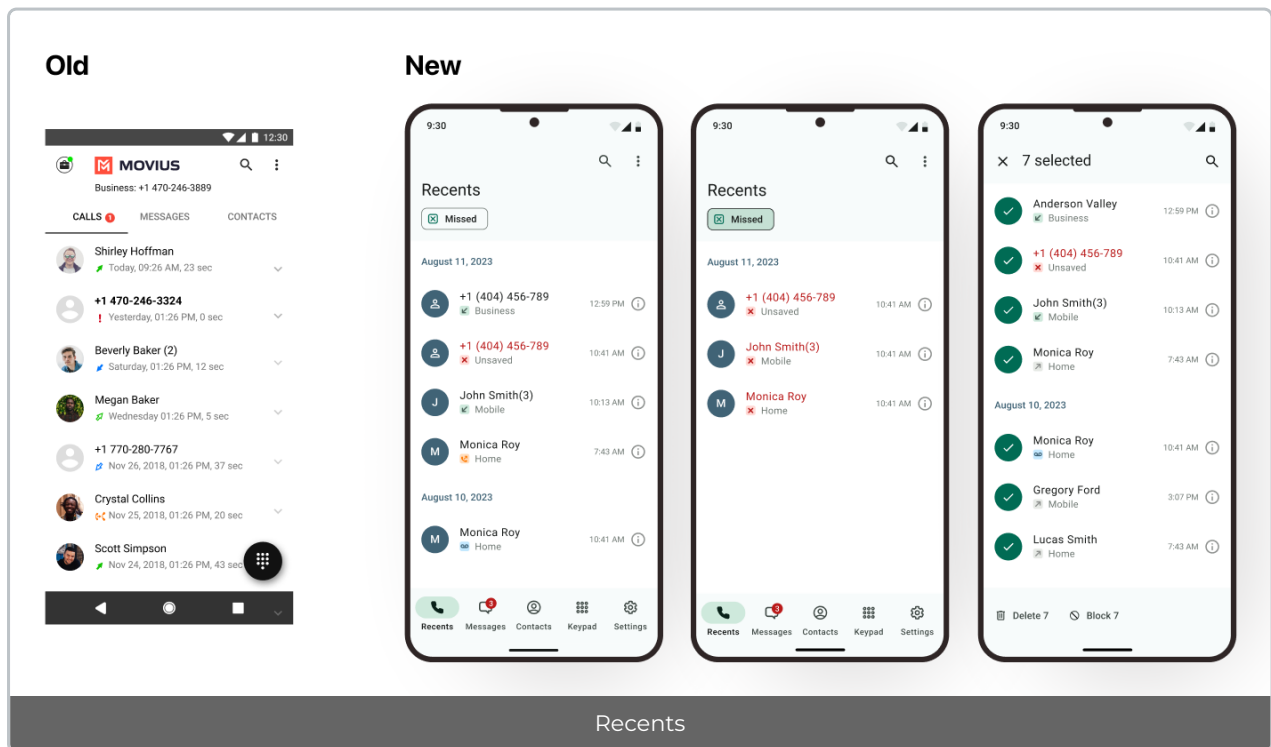 Old
New
12:30
MOVIUS
Business: +1 470-246-3889
CALLS 1 MESSAGES CONTACTS
Shirley Hoffman
Today, 09:26 AM, 23 sec
+1 470-246-3324
Yesterday, 01:26 PM, 0 sec
Beverly Baker (2)
Saturday, 01:26 PM, 12 sec
Megan Baker
Wednesday 01:26 PM, 5 sec
+1 770-280-7767
Nov 26, 2018, 01:26 PM, 37 sec
Crystal Collins
Nov 25, 2018, 01:26 PM, 20 sec
Scott Simpson
Nov 24, 2018, 01:26 PM, 43 sec
9:30
Recents
Missed
August 11, 2023
+1 (404) 456-789
Business
12:59 PM
+1 (404) 456-789
Unsaved
10:41 AM
J
John Smith(3)
Mobile
10:13 AM
M
Monica Roy
Home
7:43 AM
August 10, 2023
M
Monica Roy
Home
10:41 AM
3
Recents Messages Contacts Keypad Settings
9:30
Recents
Missed
August 11, 2023
+1 (404) 456-789
Unsaved
10:41 AM
J
John Smith(3)
Mobile
10:41 AM
M
Monica Roy
Home
10:41 AM
3
Recents Messages Contacts Keypad Settings
9:30
7 selected
Anderson Valley
Business
12:59 PM
+1 (404) 456-789
Unsaved
10:41 AM
John Smith(3)
Mobile
10:13 AM
Monica Roy
Home
7:43 AM
August 10, 2023
Monica Roy
Home
10:41 AM
Gregory Ford
Mobile
3:07 PM
Lucas Smith
Home
7:43 AM
Delete 7 Block 7
Recents